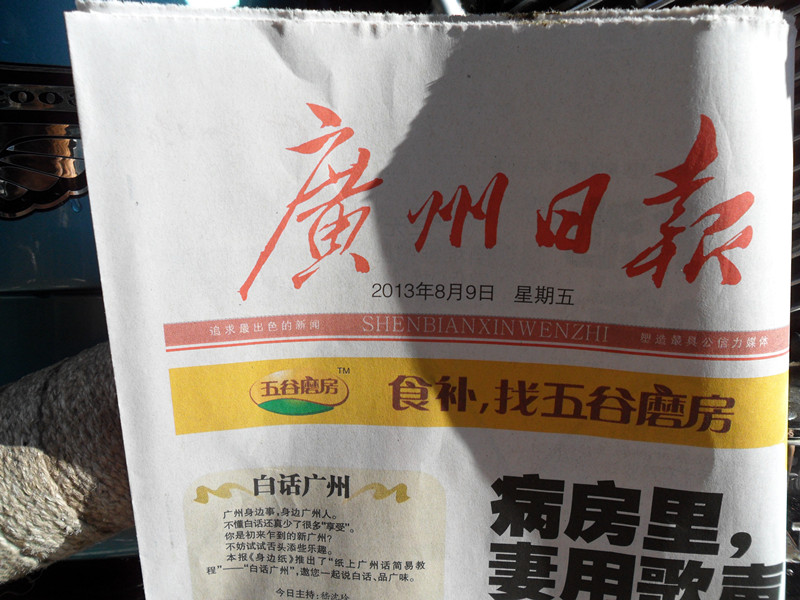 廣州日報
2013年8月9日 星期五
追求最出色的新闻 SHENBIANXINWENZHI 塑造最具公信力媒体
五谷磨房 TM 食补,找五谷磨房
白话广州
广州身边事,身边广州人。
不懂白话还真少了很多“享受”。
你是初来乍到的新广州?
不妨试试舌头添些乐趣。
本报《身边纸》推出了“纸上广州话简易教
程”——“白话广州”,邀您一起说白话、品广味。
今日主持:杨
病房里,
妻用歌声